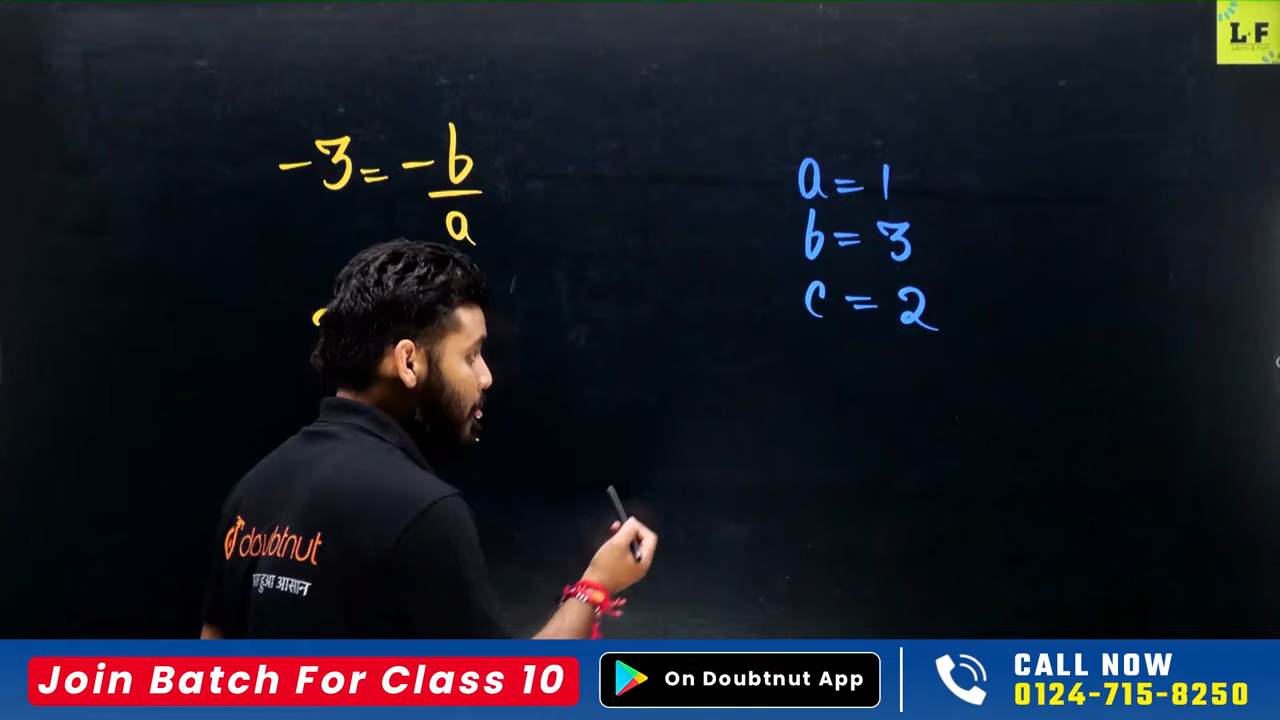 L.F
-3 = -b/a
a = 1
b = 3
c = 2
doubtnut
हुआ आसान
Join Batch For Class 10
On Doubtnut App
CALL NOW
0124-715-8250